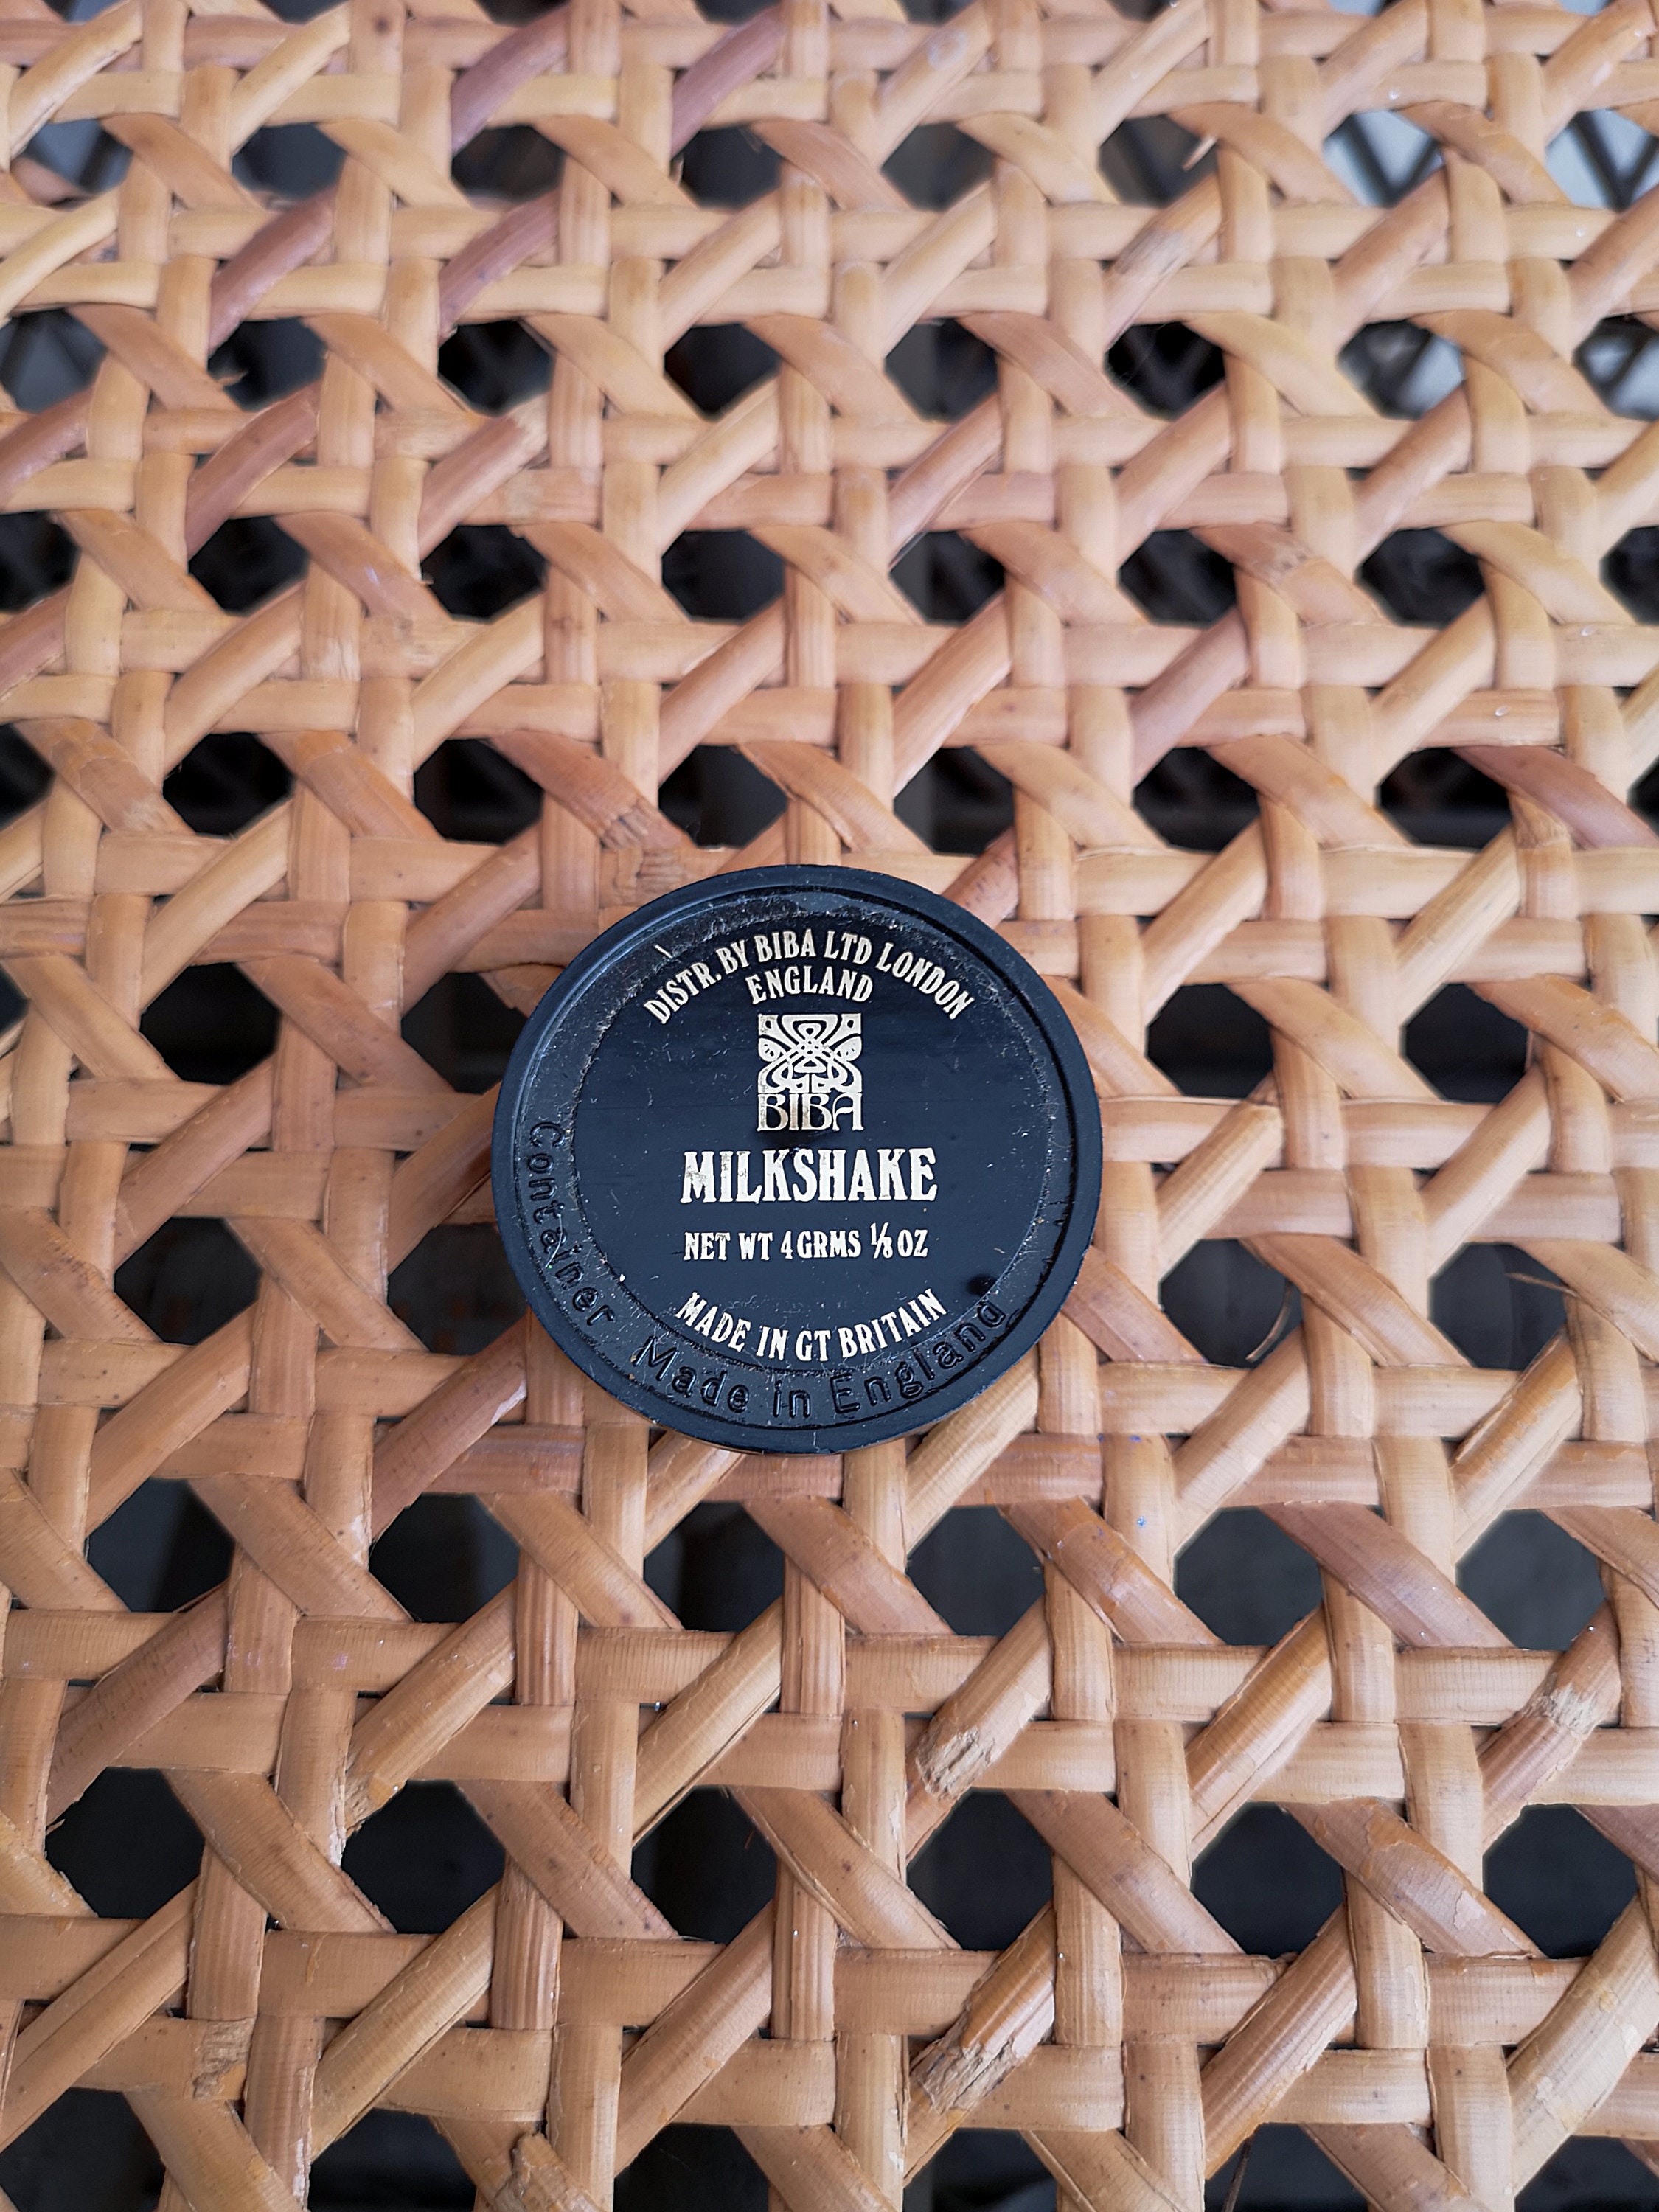 DISTR. BY BIBA LTD LONDON
ENGLAND
BIBA
MILKSHAKE
NET WT 4 GRMS ⅛ OZ
MADE IN GT BRITAIN
Container Made in England